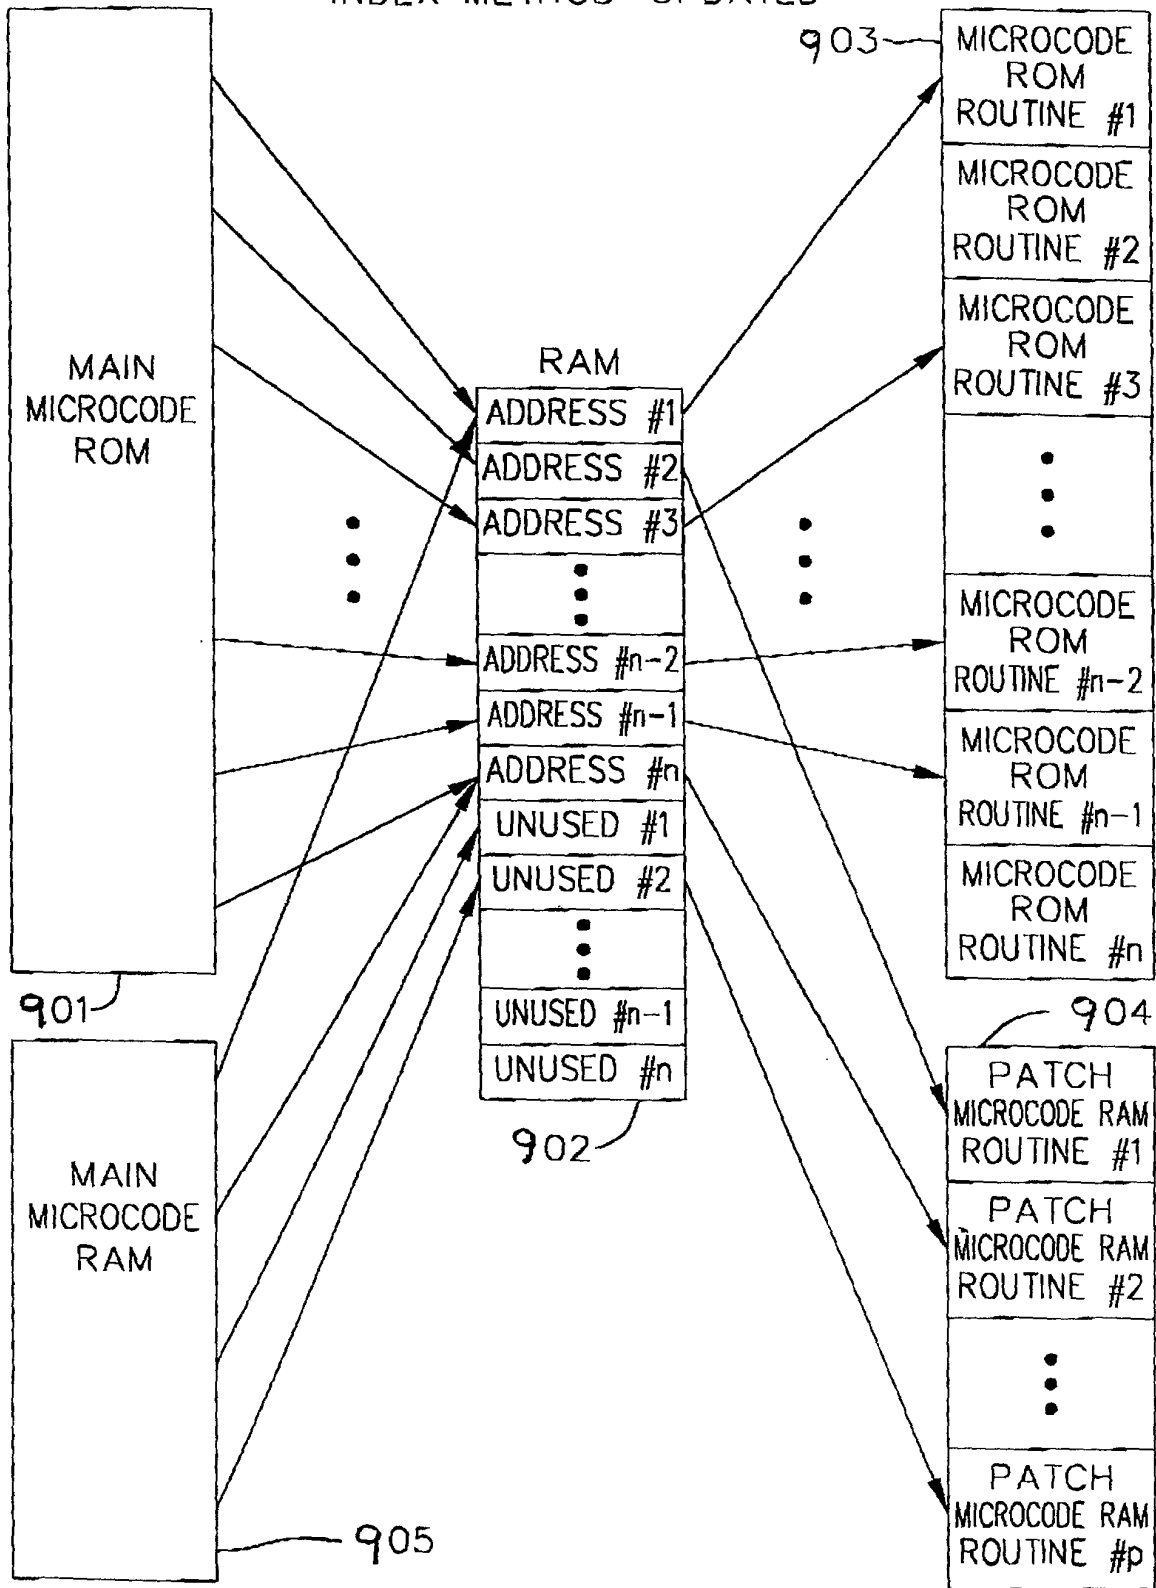 INDEX METHOD UPDATES
MAIN
MICROCODE
ROM
901
MAIN
MICROCODE
RAM
905
RAM
ADDRESS #1
ADDRESS #2
ADDRESS #3
ADDRESS #n-2
ADDRESS #n-1
ADDRESS #n
UNUSED #1
UNUSED #2
UNUSED #n-1
UNUSED #n
902
903
MICROCODE
ROM
ROUTINE #1
MICROCODE
ROM
ROUTINE #2
MICROCODE
ROM
ROUTINE #3
MICROCODE
ROM
ROUTINE #n-2
MICROCODE
ROM
ROUTINE #n-1
MICROCODE
ROM
ROUTINE #n
904
PATCH
MICROCODE RAM
ROUTINE #1
PATCH
MICROCODE RAM
ROUTINE #2
PATCH
MICROCODE RAM
ROUTINE #p